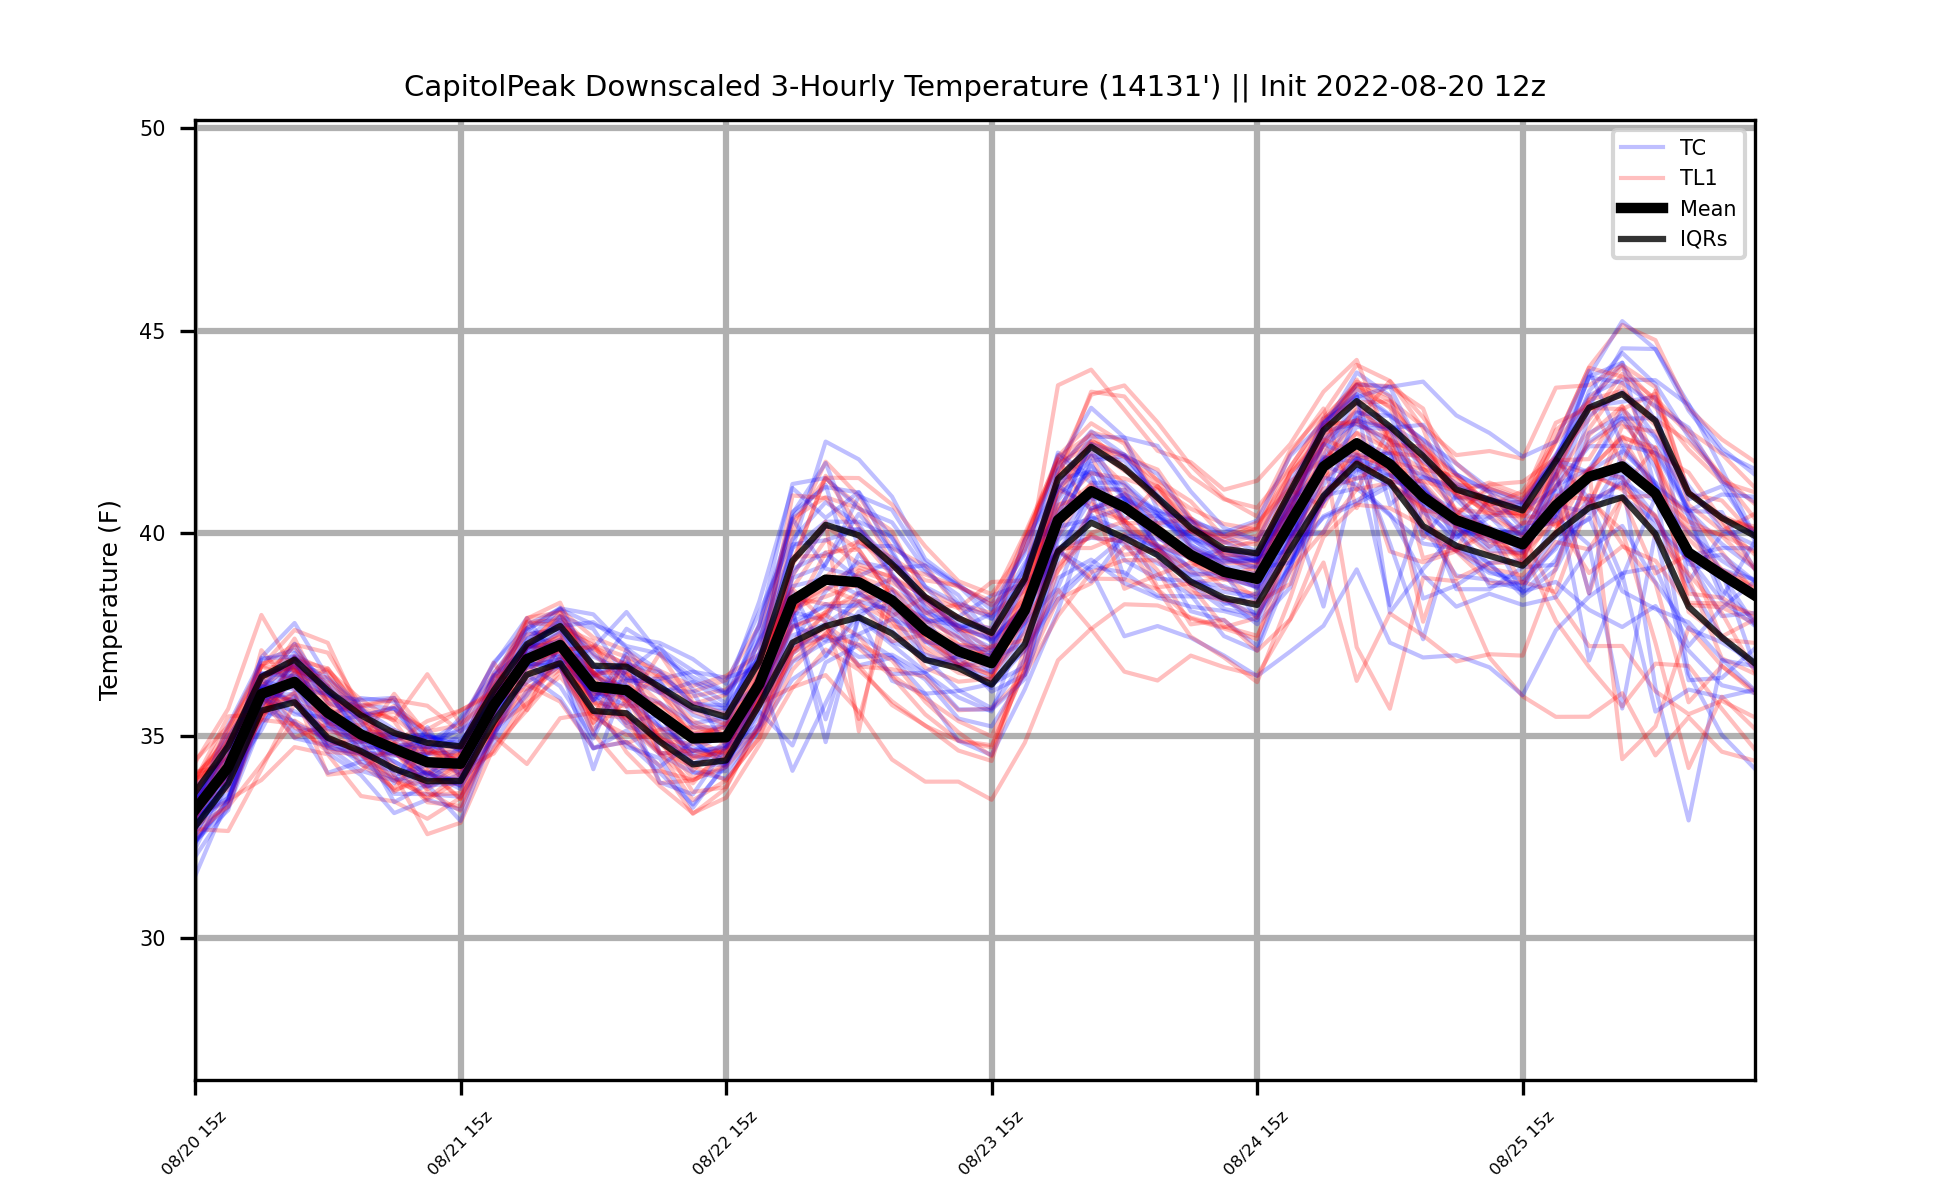 CapitolPeak Downscaled 3-Hourly Temperature (14131') || Init 2022-08-20 12z
TC
TL1
Mean
IQRs
Temperature (F)
50
45
40
35
30
08/20 15z
08/21 15z
08/22 15z
08/23 15z
08/24 15z
08/25 15z